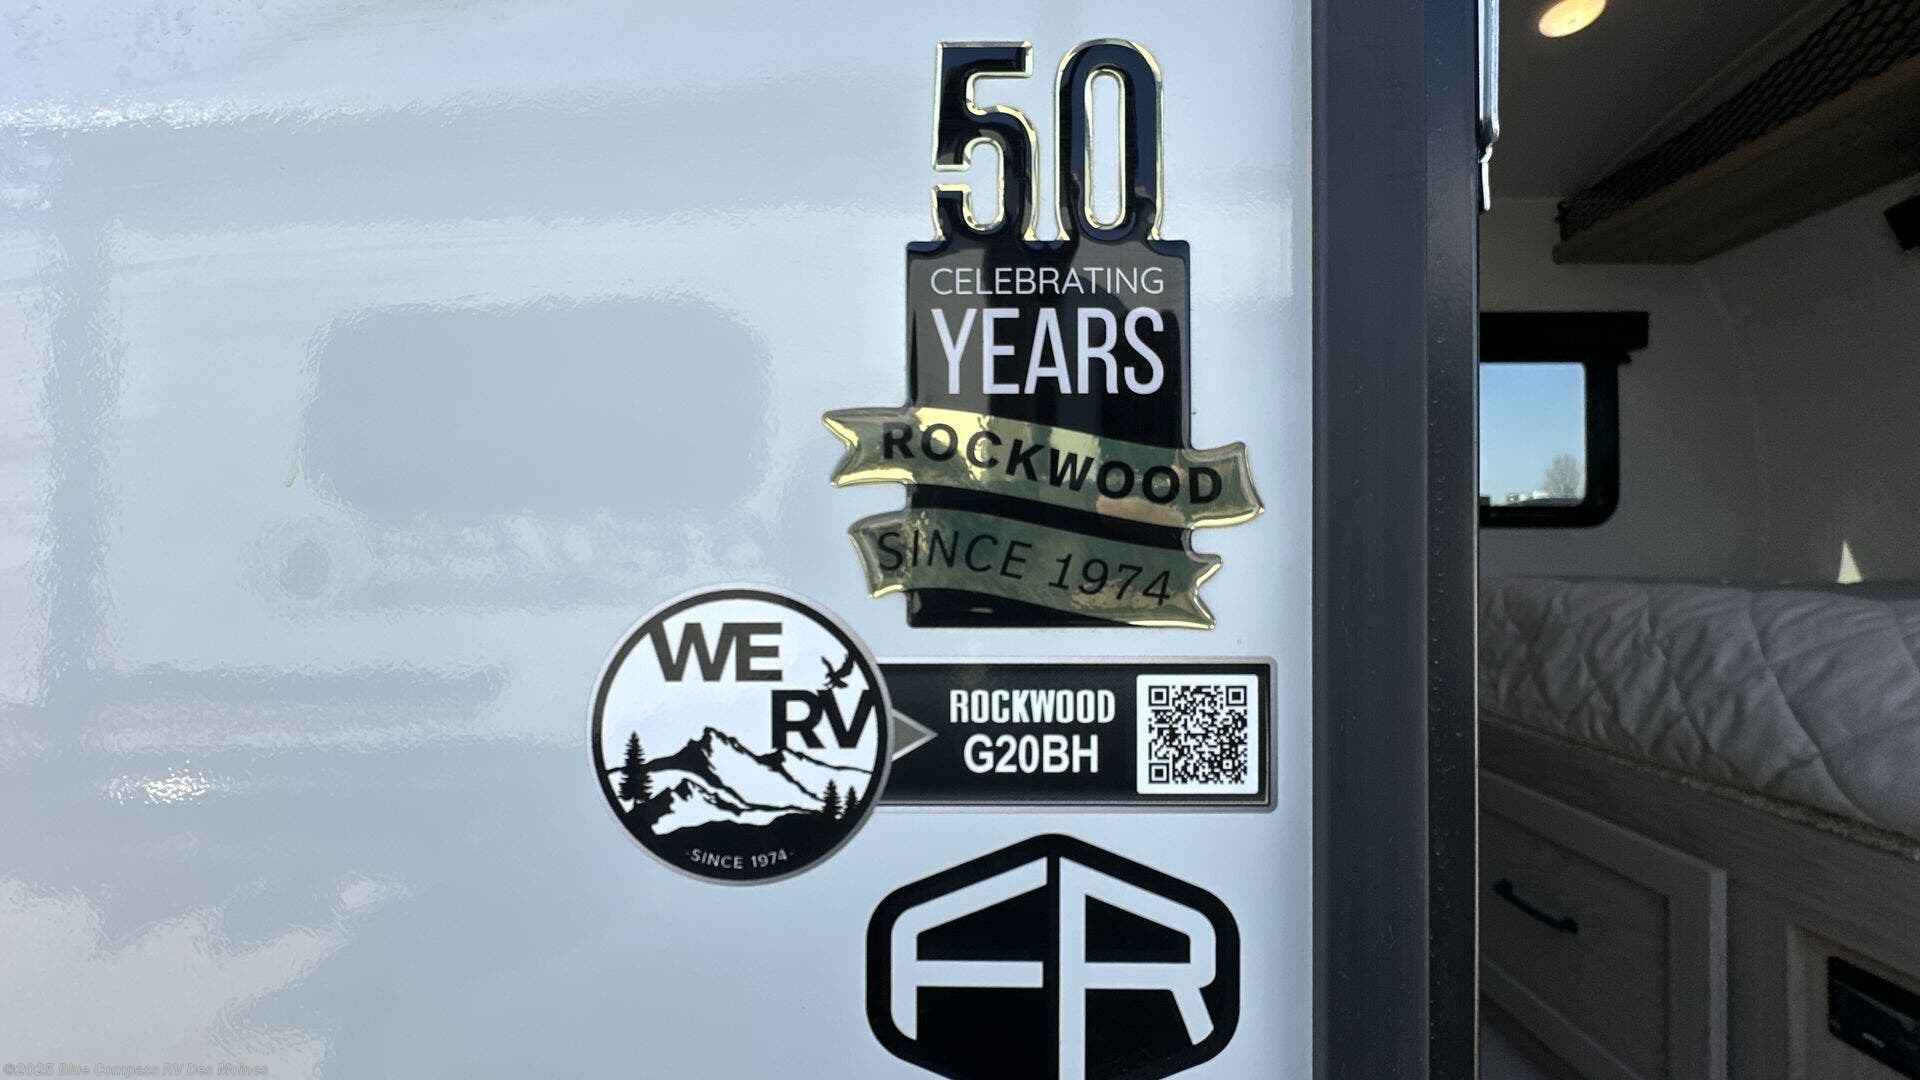 50
CELEBRATING
YEARS
ROCKWOOD
SINCE 1974
WE
RV
-SINCE 1974-
ROCKWOOD
G20BH
FR
©2025 Blue Compass RV Des Moines